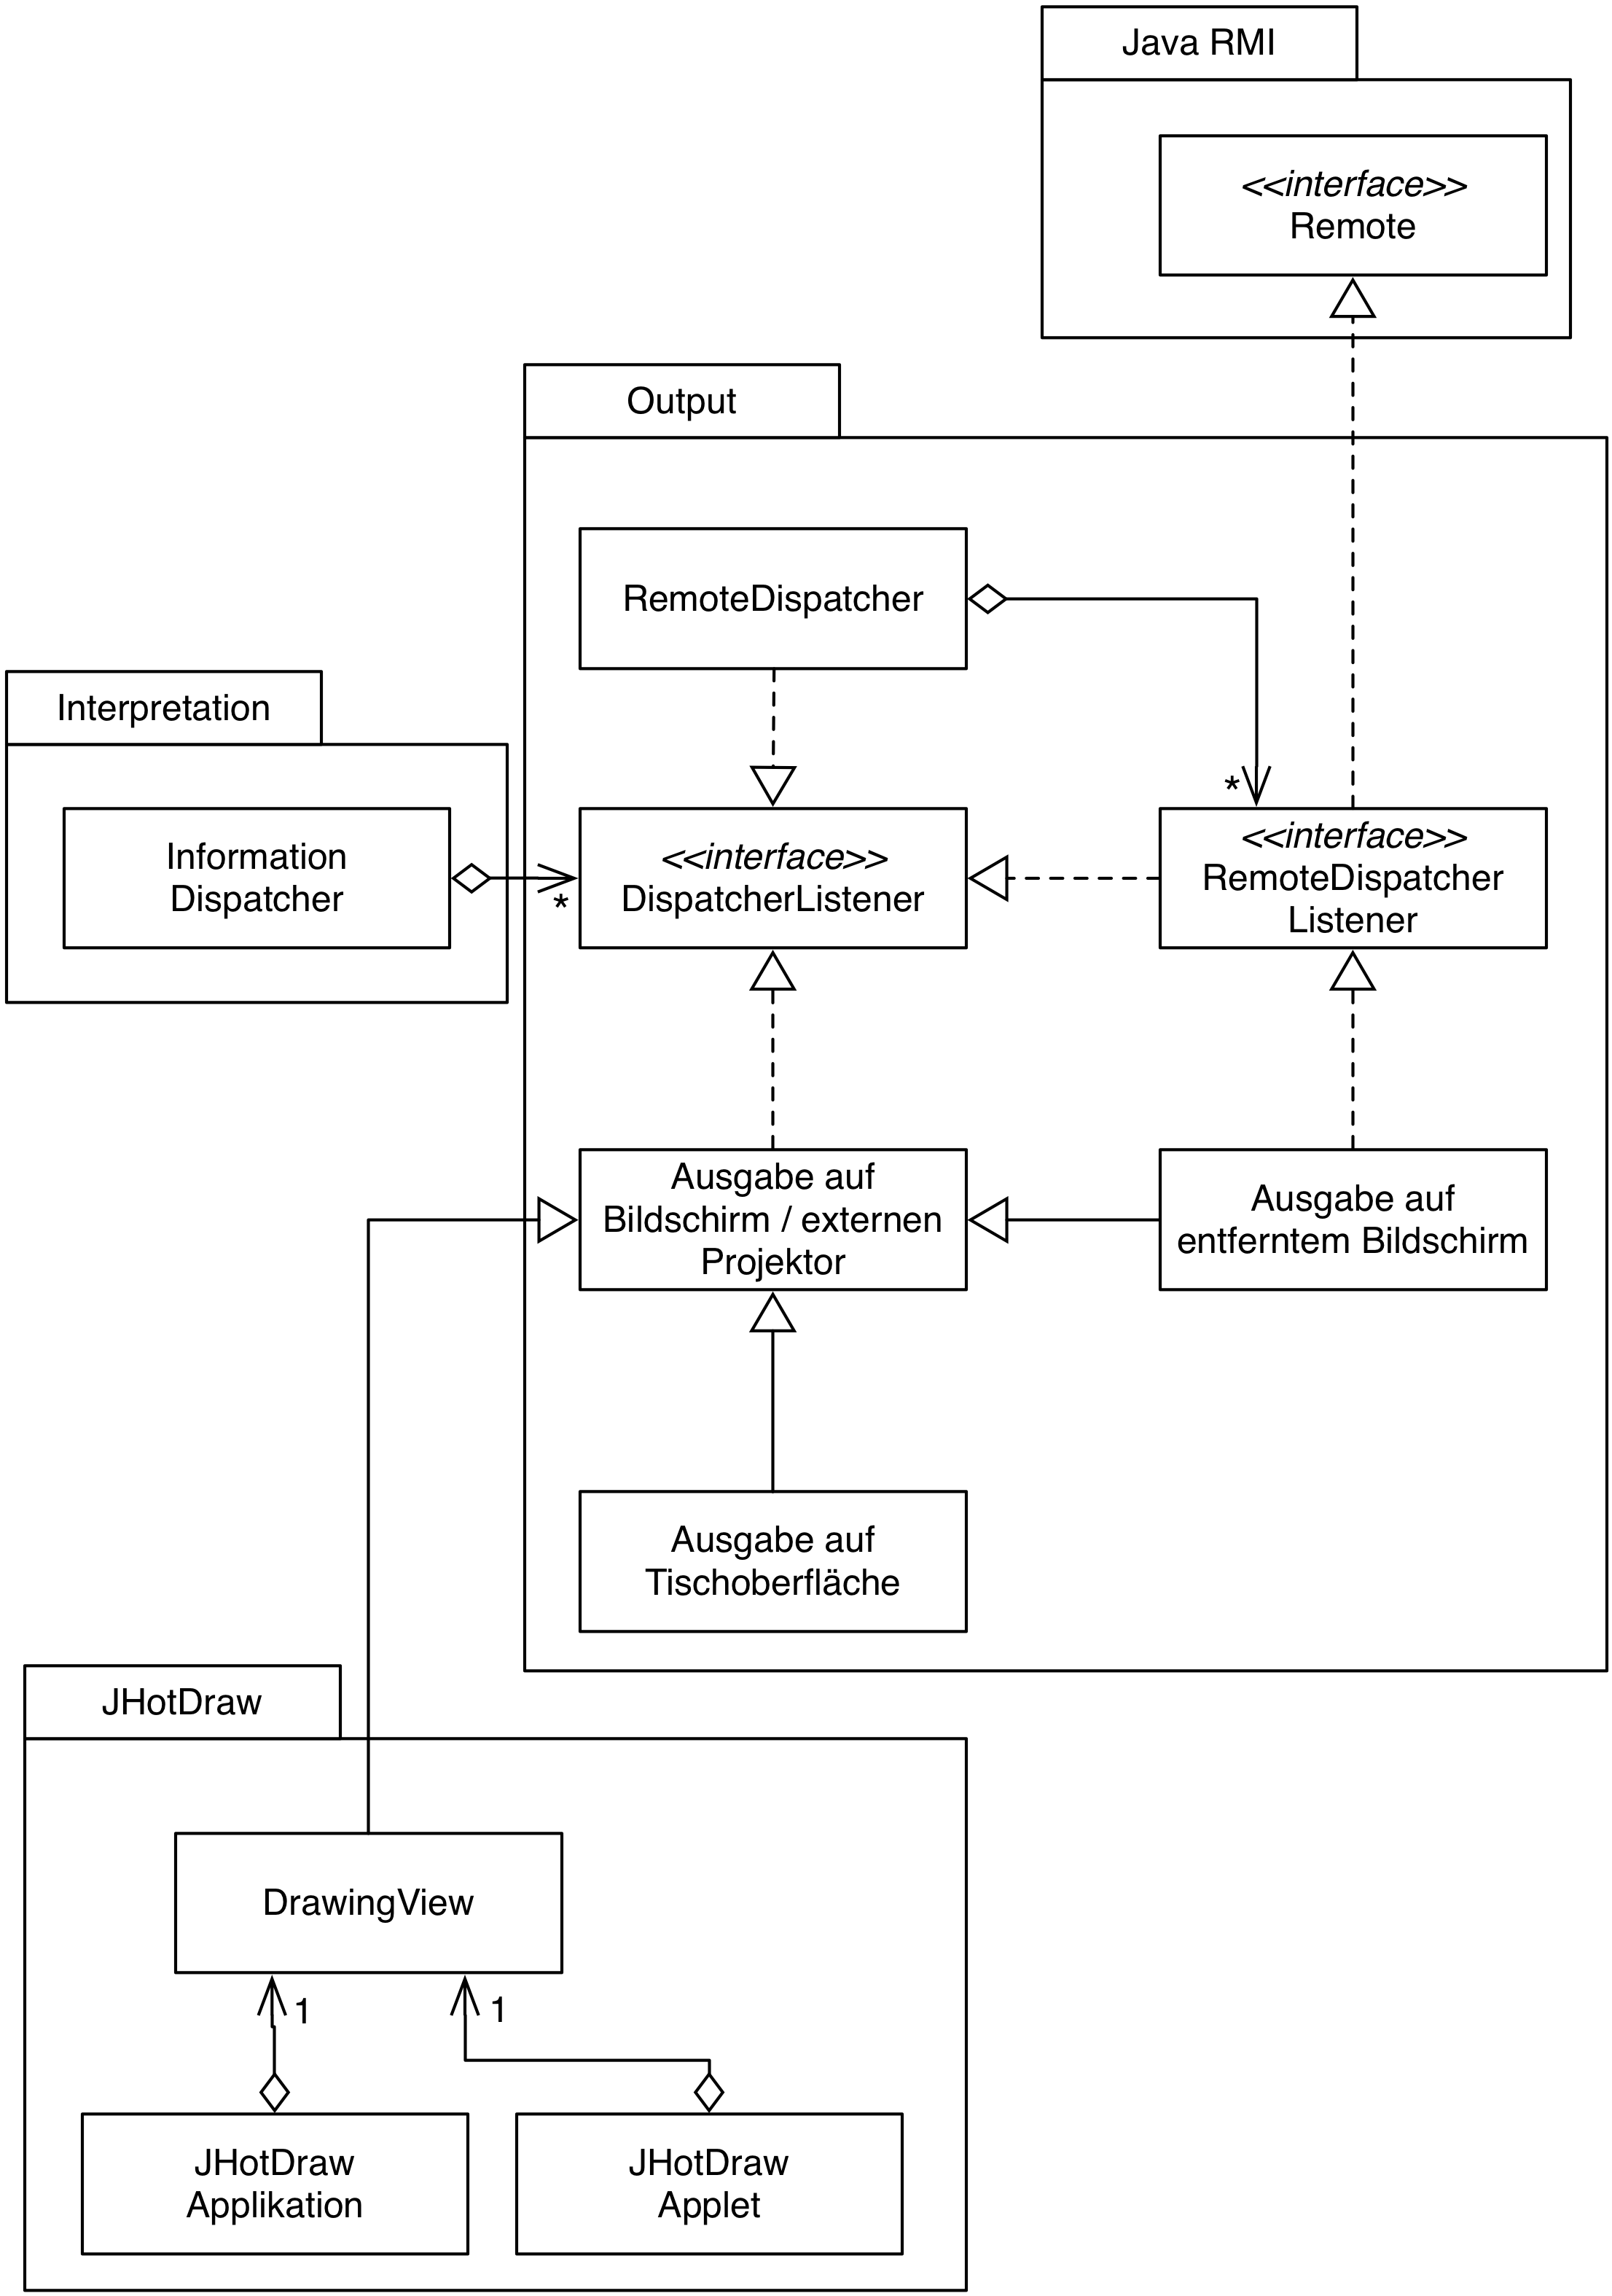 Java RMI
<<interface>>
Remote
Output
RemoteDispatcher
Interpretation
*
Information
Dispatcher
*
<<interface>>
DispatcherListener
<<interface>>
RemoteDispatcher
Listener
Ausgabe auf
Bildschirm / externen
Projektor
Ausgabe auf
entferntem Bildschirm
Ausgabe auf
Tischoberfläche
JHotDraw
DrawingView
1
1
JHotDraw
Applikation
JHotDraw
Applet